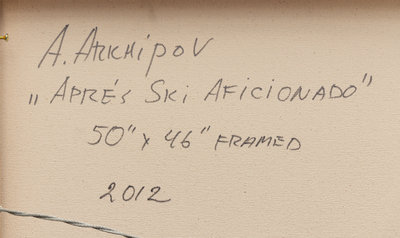 A. ARKHIPOV
„APRÉS SKI AFICIONADO"
50" x 46" FRAMED
2012